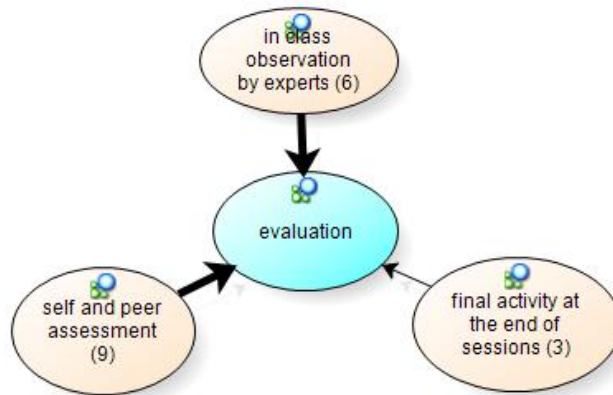 in class
observation
by experts (6)
evaluation
self and peer
assessment
(9)
final activity at
the end of
sessions (3)